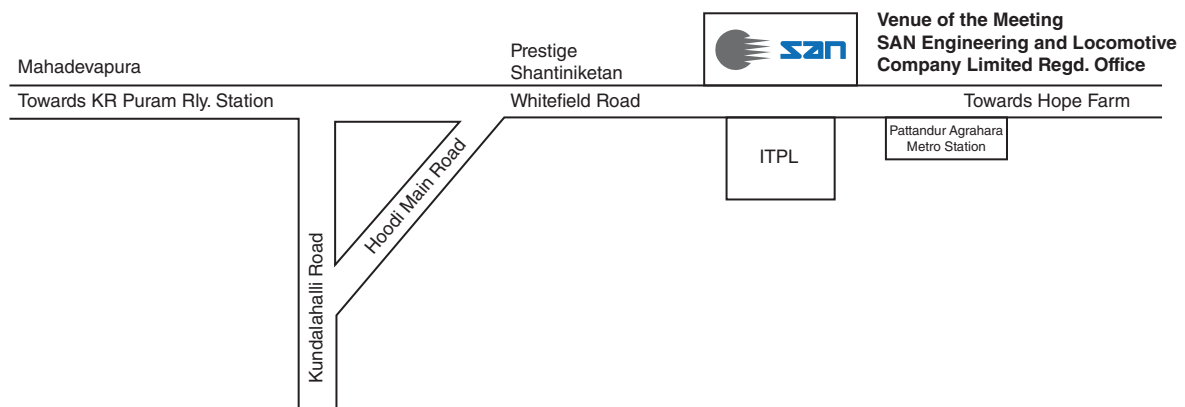 Venue of the Meeting
SAN Engineering and Locomotive
Company Limited Regd. Office
san
Prestige
Shantiniketan
Mahadevapura
Towards KR Puram Rly. Station
Whitefield Road
Towards Hope Farm
Pattandur Agrahara
Metro Station
ITPL
Hoodi Main Road
Kundalahalli Road